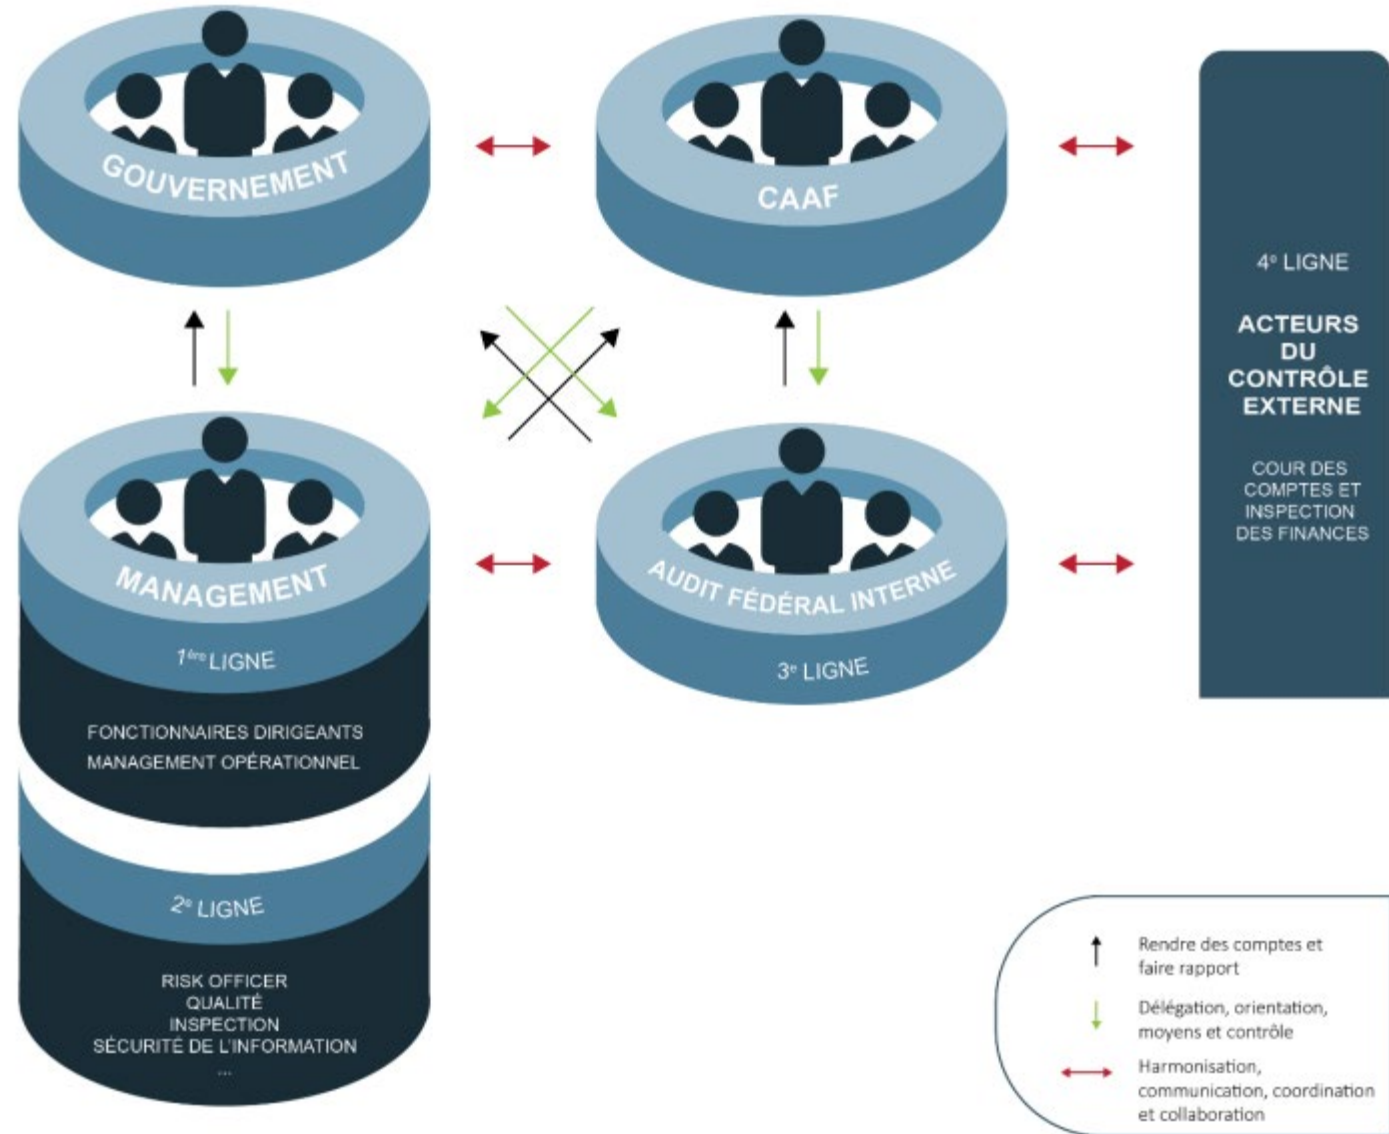 GOUVERNEMENT
CAAF
MANAGEMENT
1ère LIGNE
FONCTIONNAIRES DIRIGEANTS
MANAGEMENT OPÉRATIONNEL
2e LIGNE
RISK OFFICER
QUALITÉ
INSPECTION
SÉCURITÉ DE L'INFORMATION
...
AUDIT FÉDÉRAL INTERNE
3e LIGNE
4e LIGNE
ACTEURS
DU
CONTRÔLE
EXTERNE
COUR DES
COMPTES ET
INSPECTION
DES FINANCES
Rendre des comptes et
faire rapport
Délégation, orientation,
moyens et contrôle
Harmonisation,
communication, coordination
et collaboration